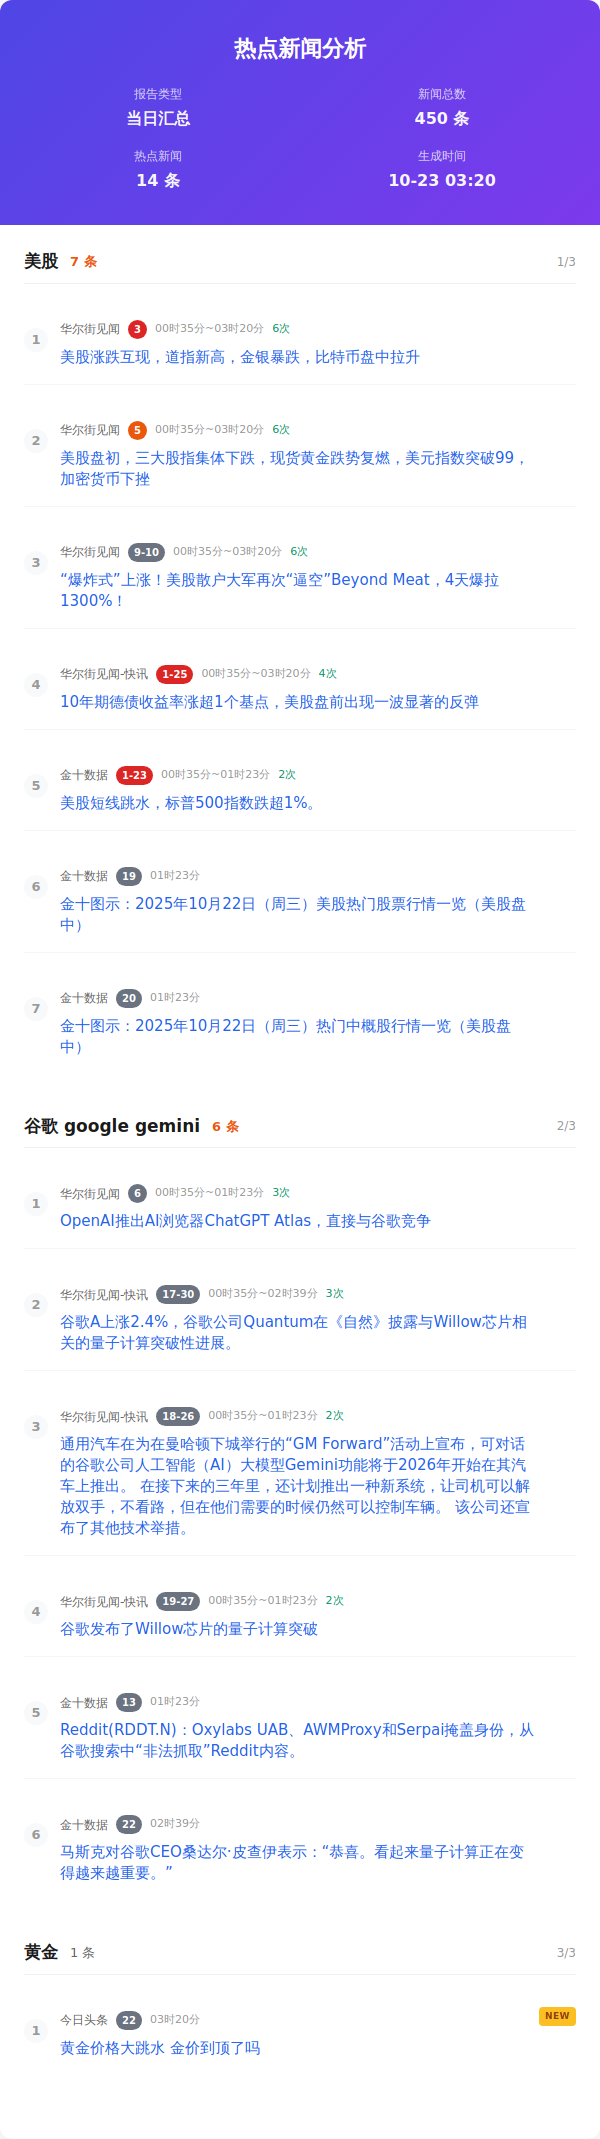 热点新闻分析
报告类型
当日汇总
新闻总数
450 条
热点新闻
14 条
生成时间
10-23 03:20
美股 7 条 1/3
1
华尔街见闻 3 00时35分~03时20分 6次
美股涨跌互现，道指新高，金银暴跌，比特币盘中拉升
2
华尔街见闻 5 00时35分~03时20分 6次
美股盘初，三大股指集体下跌，现货黄金跌势复燃，美元指数突破99，
加密货币下挫
3
华尔街见闻 9-10 00时35分~03时20分 6次
“爆炸式”上涨！美股散户大军再次“逼空”Beyond Meat，4天爆拉
1300%！
4
华尔街见闻-快讯 1-25 00时35分~03时20分 4次
10年期德债收益率涨超1个基点，美股盘前出现一波显著的反弹
5
金十数据 1-23 00时35分~01时23分 2次
美股短线跳水，标普500指数跌超1%。
6
金十数据 19 01时23分
金十图示：2025年10月22日（周三）美股热门股票行情一览（美股盘
中）
7
金十数据 20 01时23分
金十图示：2025年10月22日（周三）热门中概股行情一览（美股盘
中）
谷歌 google gemini 6 条 2/3
1
华尔街见闻 6 00时35分~01时23分 3次
OpenAI推出AI浏览器ChatGPT Atlas，直接与谷歌竞争
2
华尔街见闻-快讯 17-30 00时35分~02时39分 3次
谷歌A上涨2.4%，谷歌公司Quantum在《自然》披露与Willow芯片相
关的量子计算突破性进展。
3
华尔街见闻-快讯 18-26 00时35分~01时23分 2次
通用汽车在为在曼哈顿下城举行的“GM Forward”活动上宣布，可对话
的谷歌公司人工智能（AI）大模型Gemini功能将于2026年开始在其汽
车上推出。 在接下来的三年里，还计划推出一种新系统，让司机可以解
放双手，不看路，但在他们需要的时候仍然可以控制车辆。 该公司还宣
布了其他技术举措。
4
华尔街见闻-快讯 19-27 00时35分~01时23分 2次
谷歌发布了Willow芯片的量子计算突破
5
金十数据 13 01时23分
Reddit(RDDT.N)：Oxylabs UAB、AWMProxy和Serpai掩盖身份，从
谷歌搜索中“非法抓取”Reddit内容。
6
金十数据 22 02时39分
马斯克对谷歌CEO桑达尔·皮查伊表示：“恭喜。看起来量子计算正在变
得越来越重要。”
黄金 1 条 3/3
1
今日头条 22 03时20分 NEW
黄金价格大跳水 金价到顶了吗